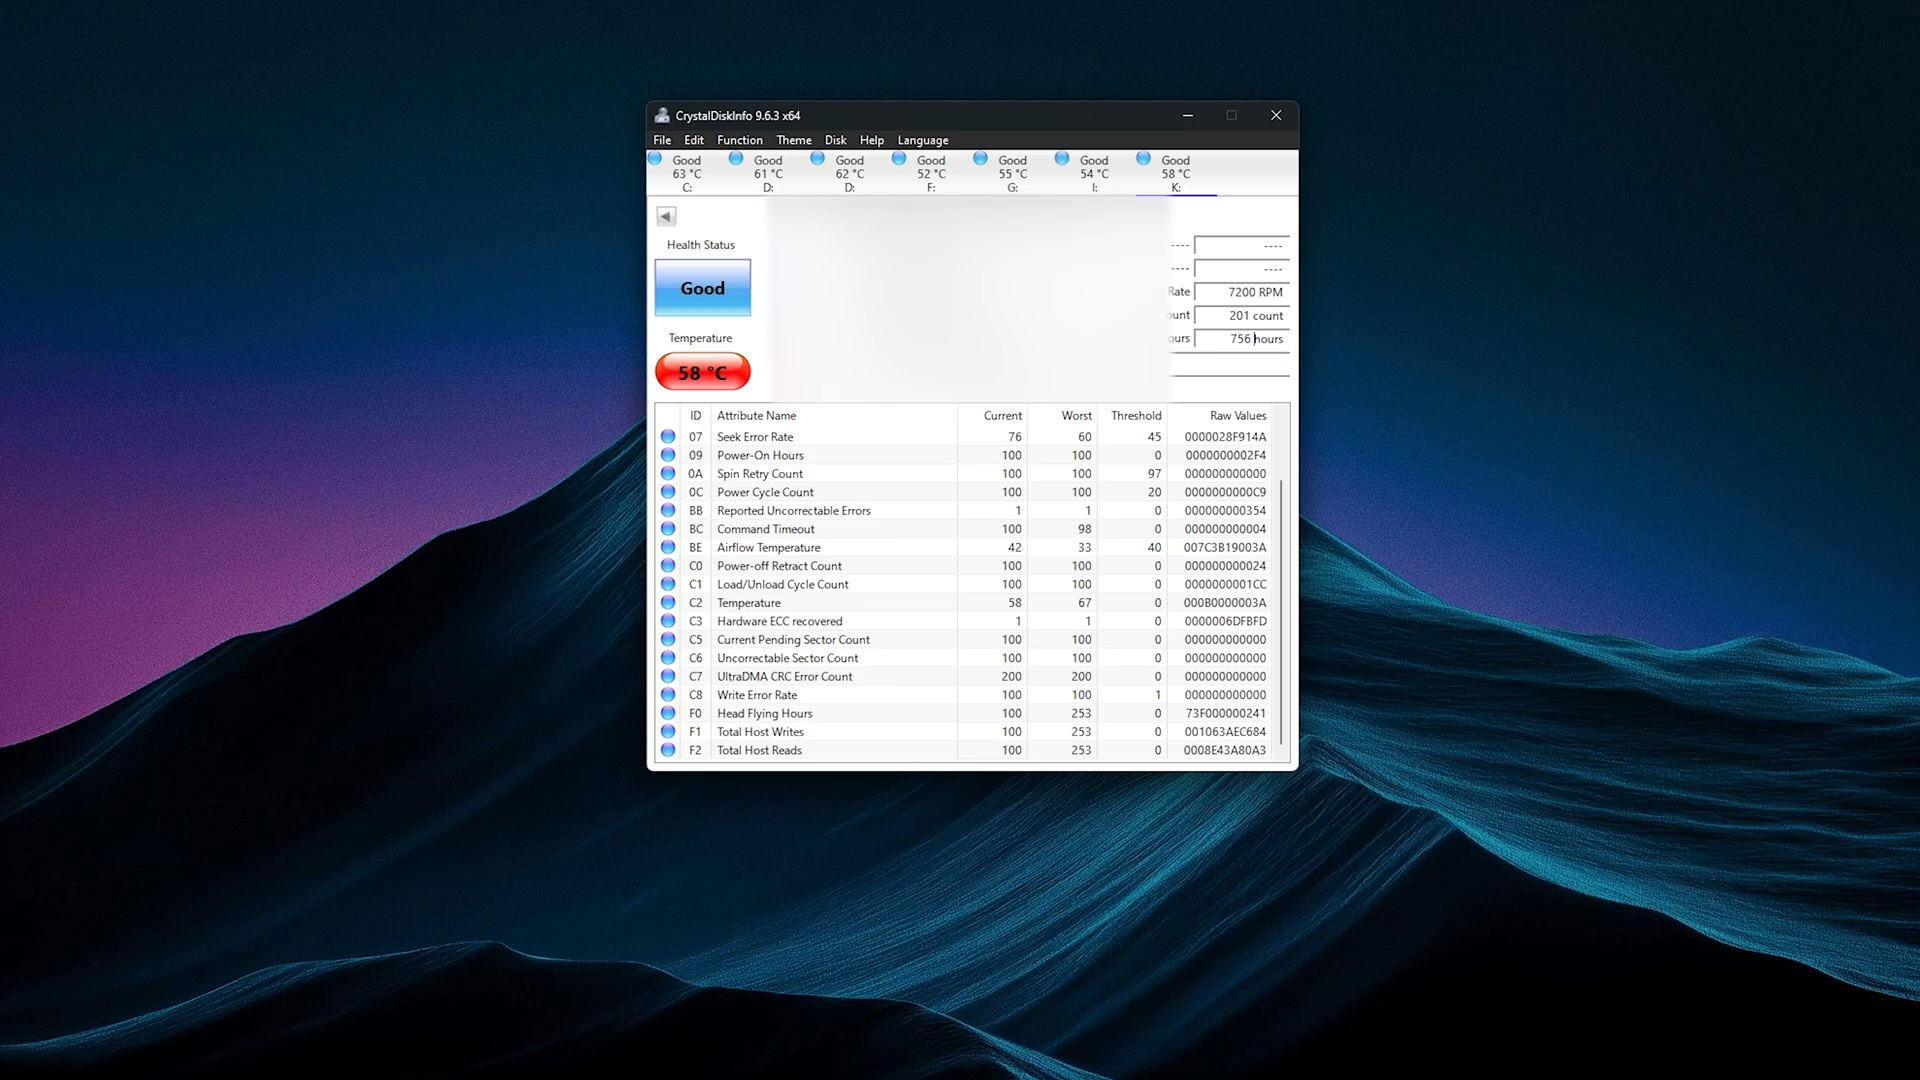 CrystalDiskInfo 9.6.3 x64
File Edit Function Theme Disk Help Language
Good Good Good Good Good Good Good
63 °C 61 °C 62 °C 52 °C 55 °C 54 °C 58 °C
C: D: D: F: G: I: K:
Health Status
Good
Temperature
58 °C
---- ----
---- ----
Rate 7200 RPM
ount 201 count
ours 756 hours
ID Attribute Name Current Worst Threshold Raw Values
07 Seek Error Rate 76 60 45 0000028F914A
09 Power-On Hours 100 100 0 0000000002F4
0A Spin Retry Count 100 100 97 000000000000
0C Power Cycle Count 100 100 20 0000000000C9
BB Reported Uncorrectable Errors 1 1 0 000000000354
BC Command Timeout 100 98 0 000000000004
BE Airflow Temperature 42 33 40 007C3B19003A
C0 Power-off Retract Count 100 100 0 000000000024
C1 Load/Unload Cycle Count 100 100 0 0000000001CC
C2 Temperature 58 67 0 000B0000003A
C3 Hardware ECC recovered 1 1 0 0000006DFBFD
C5 Current Pending Sector Count 100 100 0 000000000000
C6 Uncorrectable Sector Count 100 100 0 000000000000
C7 UltraDMA CRC Error Count 200 200 0 000000000000
C8 Write Error Rate 100 100 1 000000000000
F0 Head Flying Hours 100 253 0 73F000000241
F1 Total Host Writes 100 253 0 001063AEC684
F2 Total Host Reads 100 253 0 0008E43A80A3